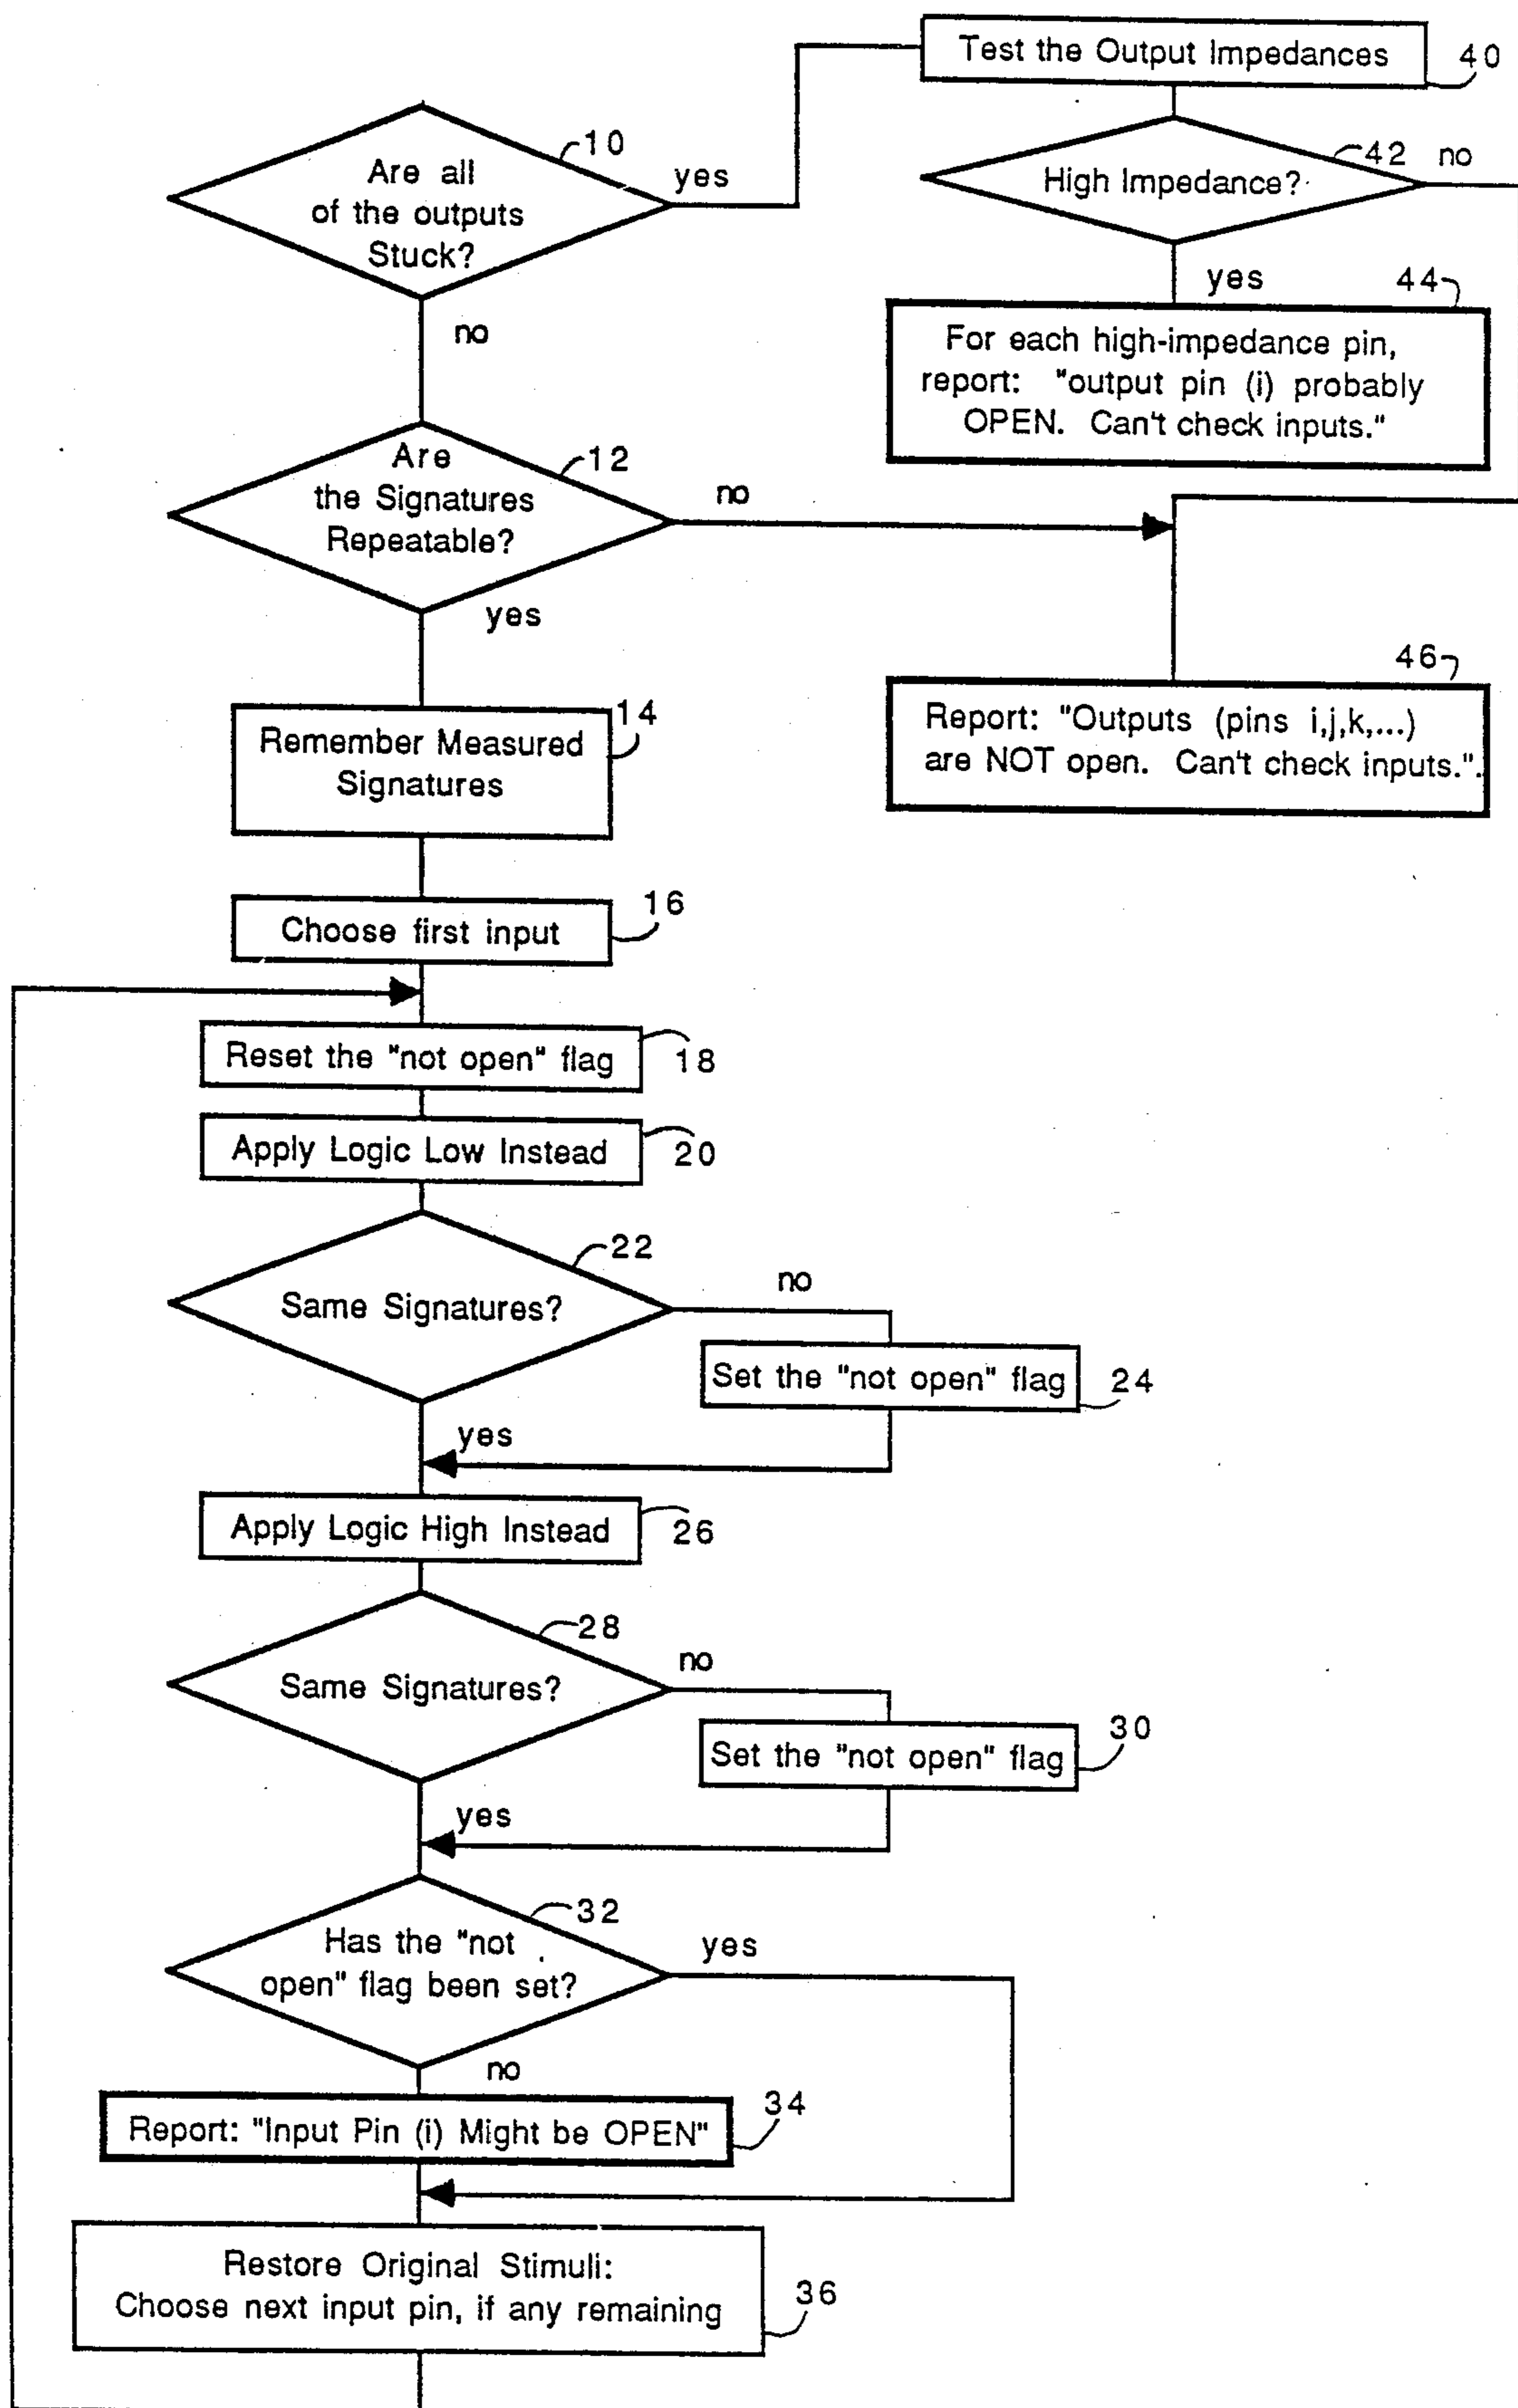 Test the Output Impedances
40
10
Are all
of the outputs
Stuck?
yes
no
42
no
High Impedance?
yes
44
For each high-impedance pin,
report: "output pin (i) probably
OPEN. Can't check inputs."
12
Are
the Signatures
Repeatable?
no
yes
46
Report: "Outputs (pins i,j,k,...)
are NOT open. Can't check inputs.".
14
Remember Measured
Signatures
16
Choose first input
Reset the "not open" flag
18
Apply Logic Low Instead
20
22
Same Signatures?
no
Set the "not open" flag
24
yes
Apply Logic High Instead
26
28
Same Signatures?
no
Set the "not open" flag
30
yes
32
Has the "not
open" flag been set?
yes
no
Report: "Input Pin (i) Might be OPEN"
34
Restore Original Stimuli:
Choose next input pin, if any remaining
36